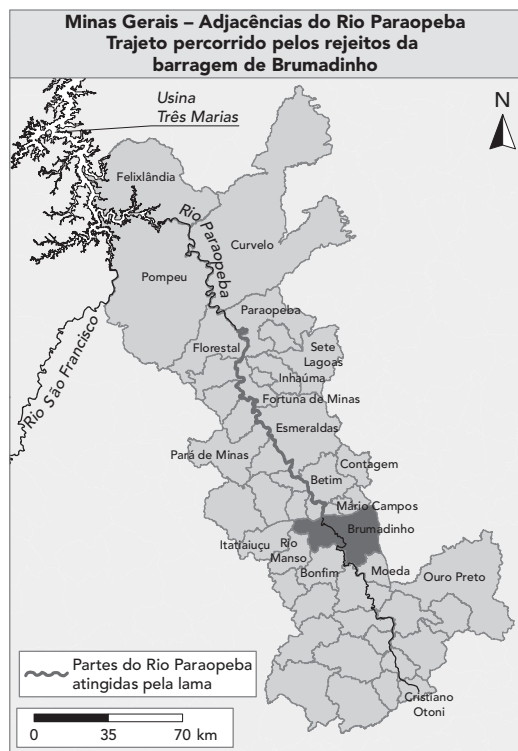 Minas Gerais – Adjacências do Rio Paraopeba
Trajeto percorrido pelos rejeitos da
barragem de Brumadinho
Usina
Três Marias
N
Felixlândia
Rio Paraopeba
Curvelo
Pompeu
Rio São Francisco
Paraopeba
Florestal
Sete
Lagoas
Inhaúma
Fortuna de Minas
Esmeraldas
Pará de Minas
Contagem
Betim
Mário Campos
Brumadinho
Itatiaiuçu
Rio
Manso
Bonfim
Moeda
Ouro Preto
Cristiano
Otoni
Partes do Rio Paraopeba
atingidas pela lama
0 35 70 km